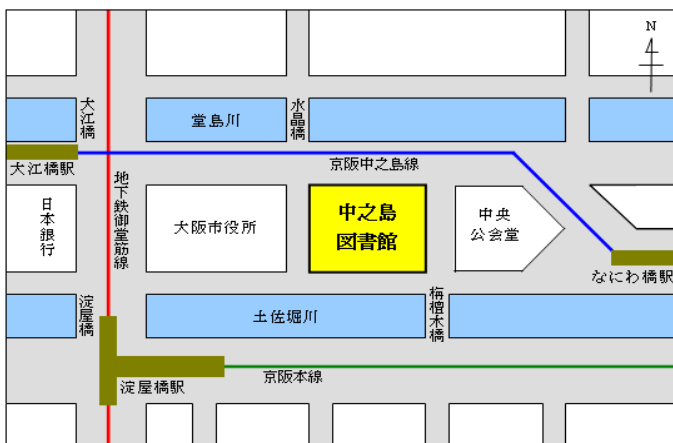 N
大江橋
堂島川
水晶橋
大江橋駅
京阪中之島線
日本銀行
地下鉄御堂筋線
大阪市役所
中之島
図書館
中央
公会堂
なにわ橋駅
淀屋橋
土佐堀川
栴檀木橋
淀屋橋駅
京阪本線